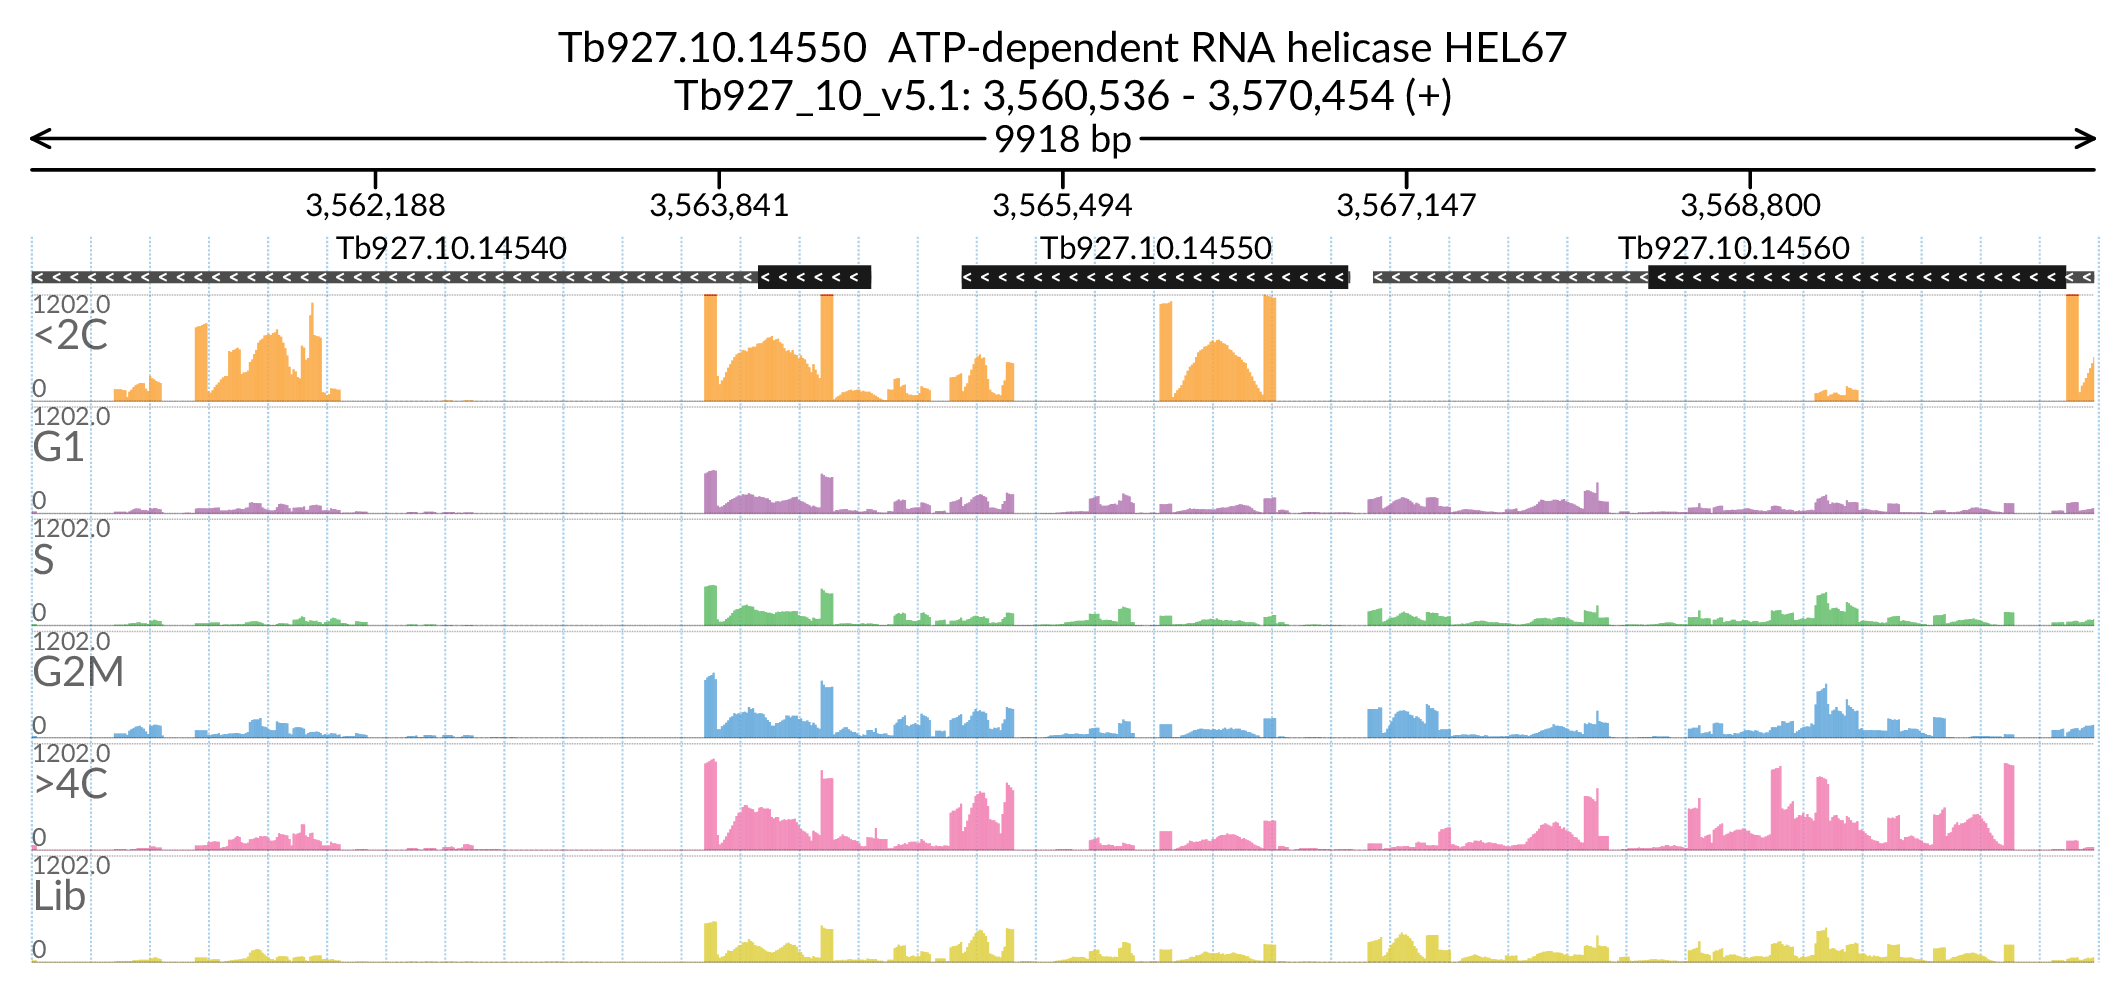 Tb927.10.14550  ATP-dependent RNA helicase HEL67
Tb927_10_v5.1: 3,560,536 - 3,570,454 (+)
9918 bp
3,562,188 3,563,841 3,565,494 3,567,147 3,568,800
Tb927.10.14540 Tb927.10.14550 Tb927.10.14560
1202.0
<2C
0
1202.0
G1
0
1202.0
S
0
1202.0
G2M
0
1202.0
>4C
0
1202.0
Lib
0